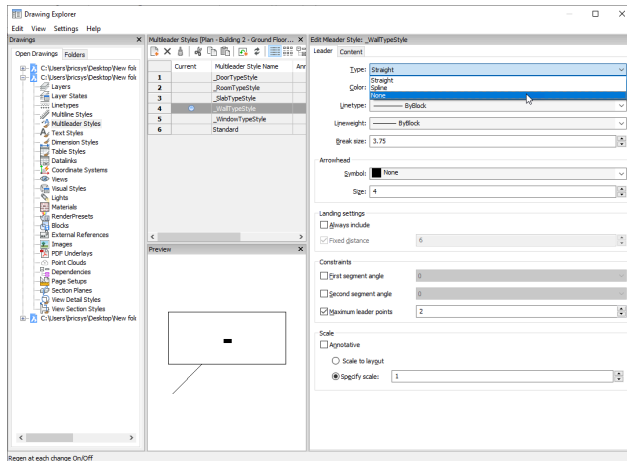 Drawing Explorer
Edit View Settings Help
Drawings
Open Drawings Folders
C:\Users\bricsys\Desktop\New fol
C:\Users\bricsys\Desktop\New fol
Layers
Layer States
Linetypes
Multiline Styles
Multileader Styles
Text Styles
Dimension Styles
Table Styles
Datalinks
Coordinate Systems
Views
Visual Styles
Lights
Materials
RenderPresets
Blocks
External References
Images
PDF Underlays
Point Clouds
Dependencies
Page Setups
Section Planes
View Detail Styles
View Section Styles
C:\Users\bricsys\Desktop\New fol
Multileader Styles [Plan - Building 2 - Ground Floor...
Current Multileader Style Name Anr
1 _DoorTypeStyle
2 _RoomTypeStyle
3 _SlabTypeStyle
4 _WallTypeStyle
5 _WindowTypeStyle
6 Standard
Preview
Edit Mleader Style: _WallTypeStyle
Leader Content
Type: Straight
Straight
Color: Spline
None
Linetype: ByBlock
Lineweight: ByBlock
Break size: 3.75
Arrowhead
Symbol: None
Size: 4
Landing settings
Always include
Fixed distance 6
Constraints
First segment angle 0
Second segment angle 0
Maximum leader points 2
Scale
Annotative
Scale to layout
Specify scale: 1
Regen at each change On/Off